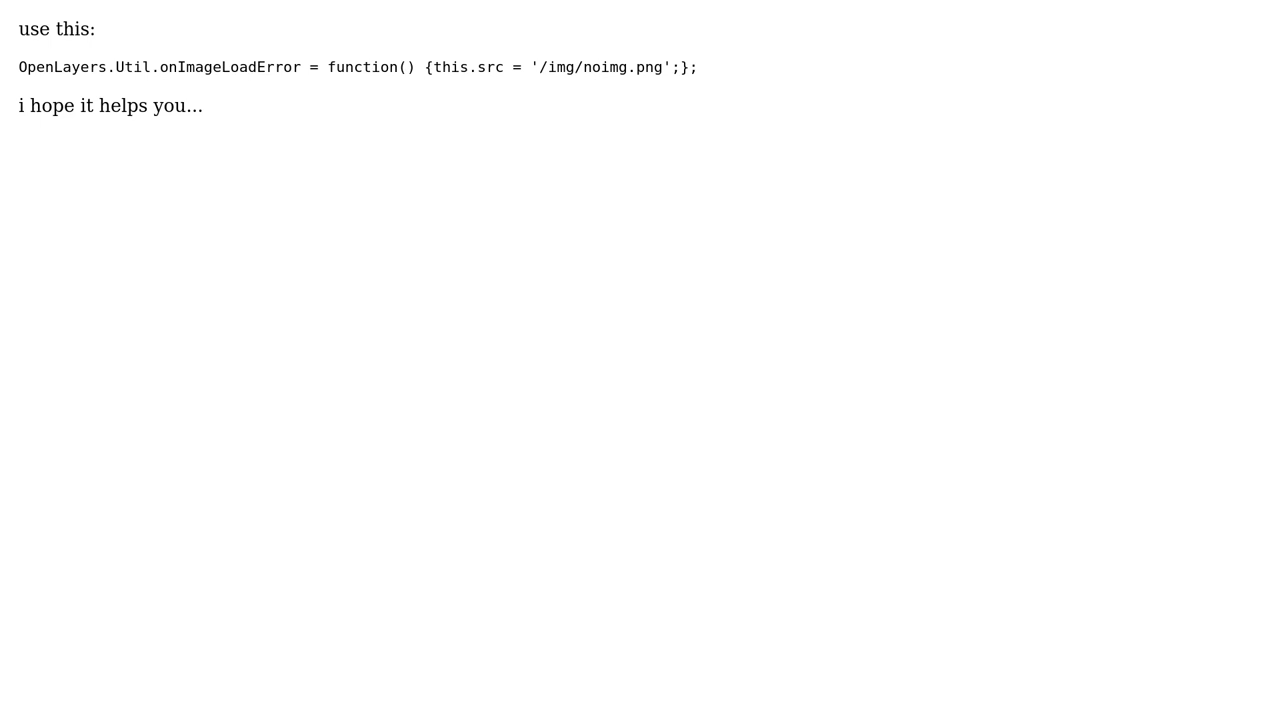 use this:
OpenLayers.Util.onImageLoadError = function() {this.src = '/img/noimg.png';};
i hope it helps you...